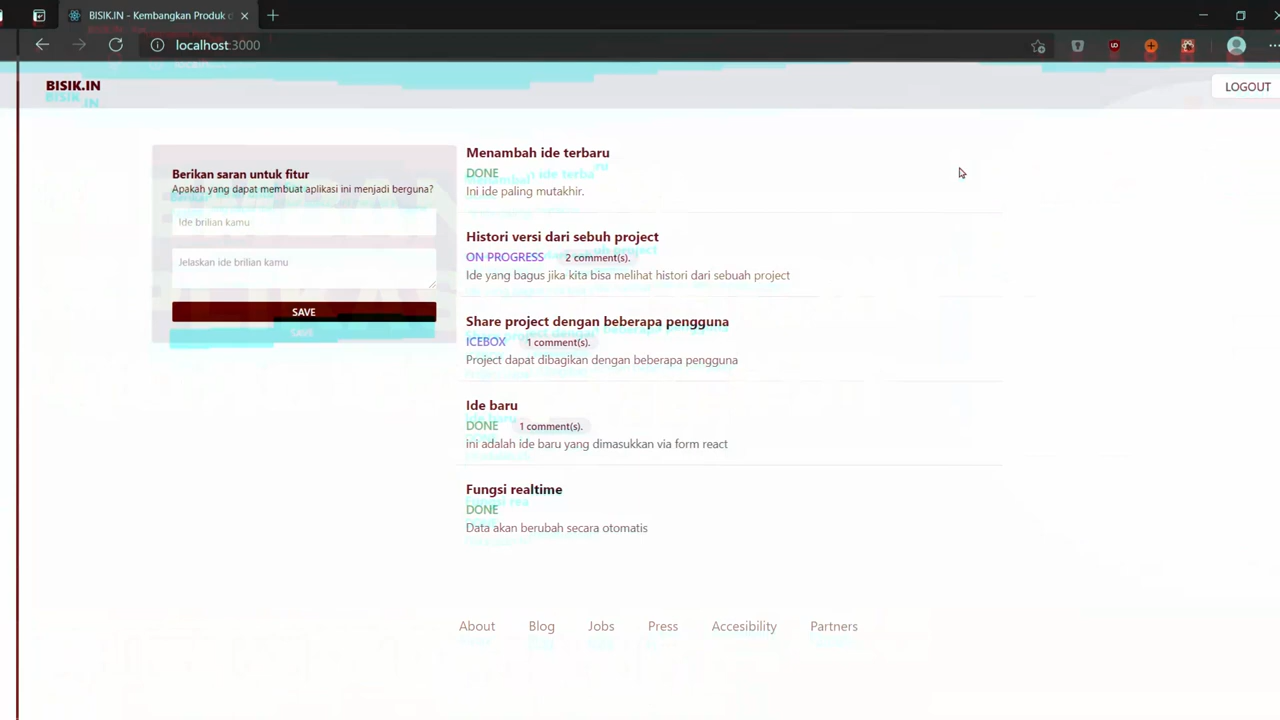 BISIK.IN - Kembangkan Produk d
localhost:3000
BISIK.IN
LOGOUT
Berikan saran untuk fitur
Apakah yang dapat membuat aplikasi ini menjadi berguna?
Ide brilian kamu
Jelaskan ide brilian kamu
SAVE
Menambah ide terbaru
DONE
Ini ide paling mutakhir.
Histori versi dari sebuh project
ON PROGRESS 2 comment(s).
Ide yang bagus jika kita bisa melihat histori dari sebuah project
Share project dengan beberapa pengguna
ICEBOX 1 comment(s).
Project dapat dibagikan dengan beberapa pengguna
Ide baru
DONE 1 comment(s).
ini adalah ide baru yang dimasukkan via form react
Fungsi realtime
DONE
Data akan berubah secara otomatis
About Blog Jobs Press Accesibility Partners